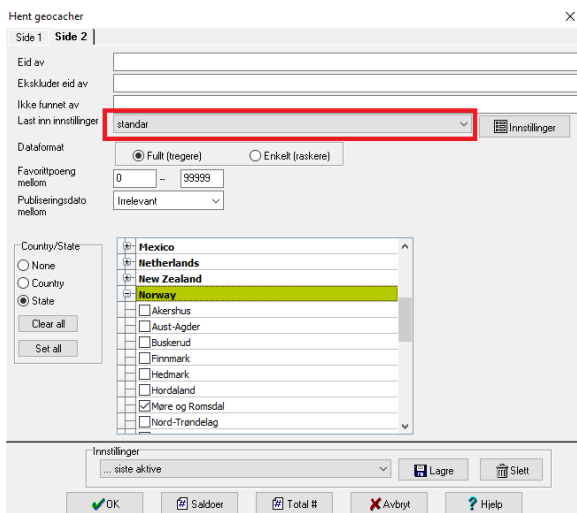 Hent geocacher
Side 1 Side 2
Eid av
Ekskluder eid av
Ikke funnet av
Last inn innstillinger standar Innstillinger
Dataformat Fullt (tregere) Enkelt (raskere)
Favorittpoeng mellom 0 -- 99999
Publiseringsdato mellom Irrelevant
Country/State
None
Country
State
Clear all
Set all
Mexico
Netherlands
New Zealand
Norway
Akershus
Aust-Agder
Buskerud
Finnmark
Hedmark
Hordaland
Møre og Romsdal
Nord-Trøndelag
Innstillinger
... siste aktive Lagre Slett
OK # Saldoer # Total # Avbryt ? Hjelp